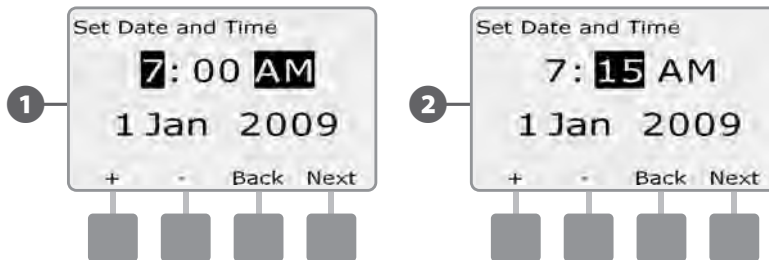 Set Date and Time
7: 00 AM
1 Jan 2009
+ - Back Next
1
Set Date and Time
7: 15 AM
1 Jan 2009
+ - Back Next
2